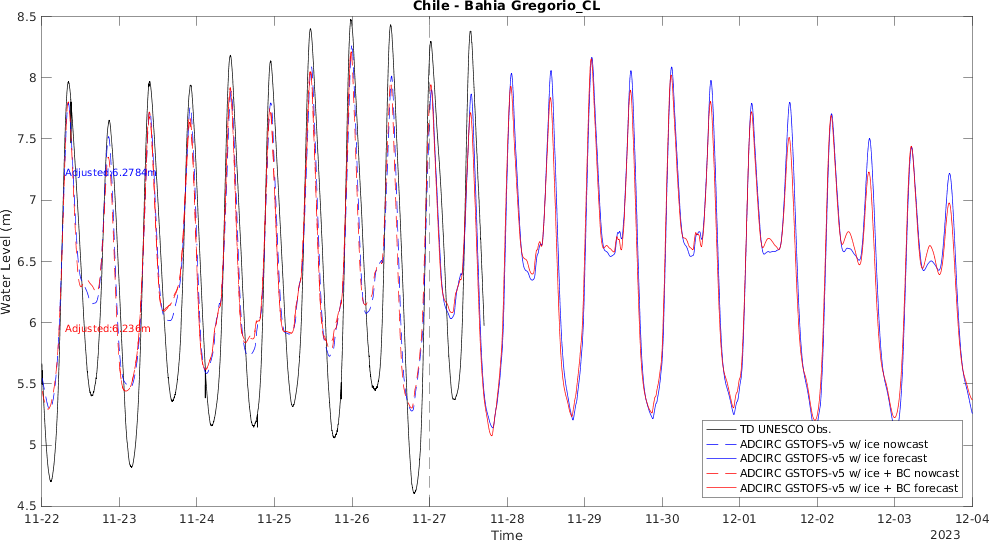 Chile - Bahia Gregorio_CL
8.5
8
7.5
7
6.5
6
5.5
5
4.5
Water Level (m)
Adjusted:6.2784m
Adjusted:6.236m
TD UNESCO Obs.
ADCIRC GSTOFS-v5 w/ ice nowcast
ADCIRC GSTOFS-v5 w/ ice forecast
ADCIRC GSTOFS-v5 w/ ice + BC nowcast
ADCIRC GSTOFS-v5 w/ ice + BC forecast
11-22 11-23 11-24 11-25 11-26 11-27 11-28 11-29 11-30 12-01 12-02 12-03 12-04
Time
2023